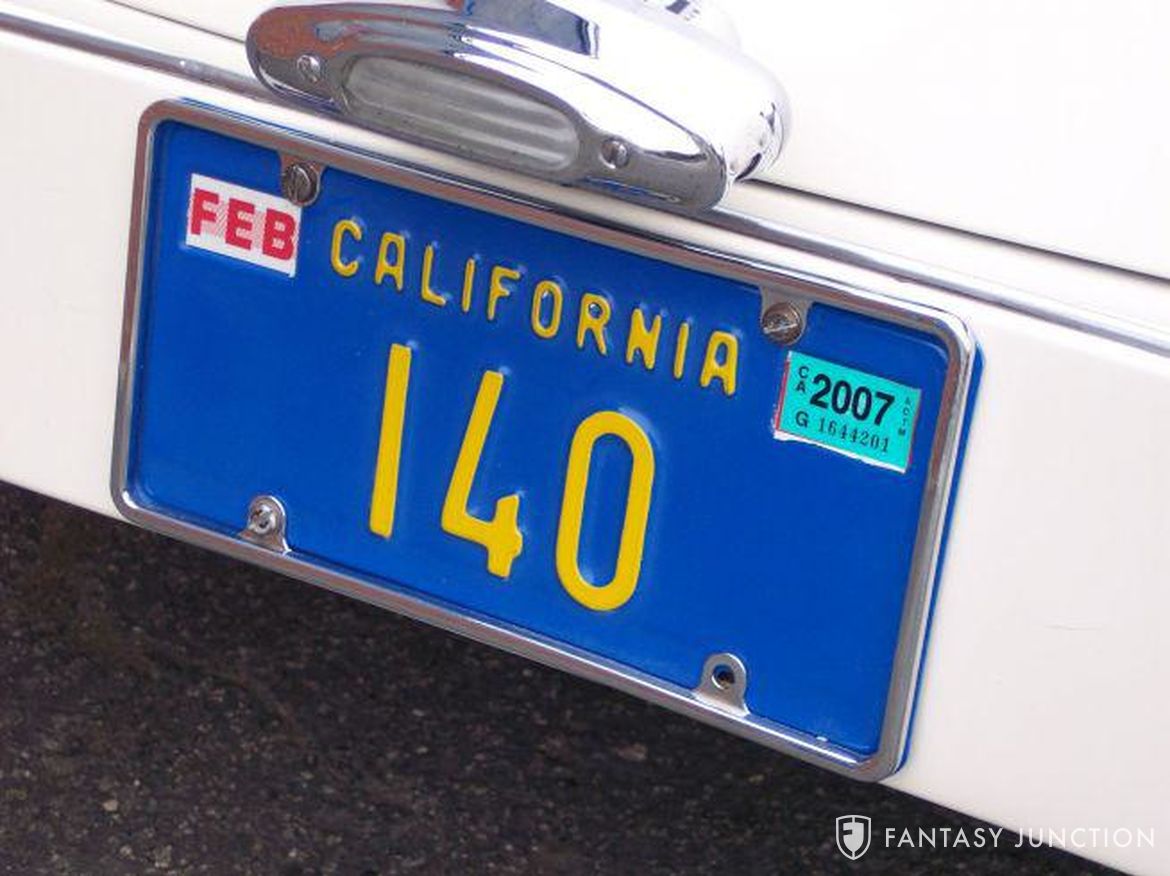 FEB
CALIFORNIA
CA 2007
G 1644201
140
FANTASY JUNCTION